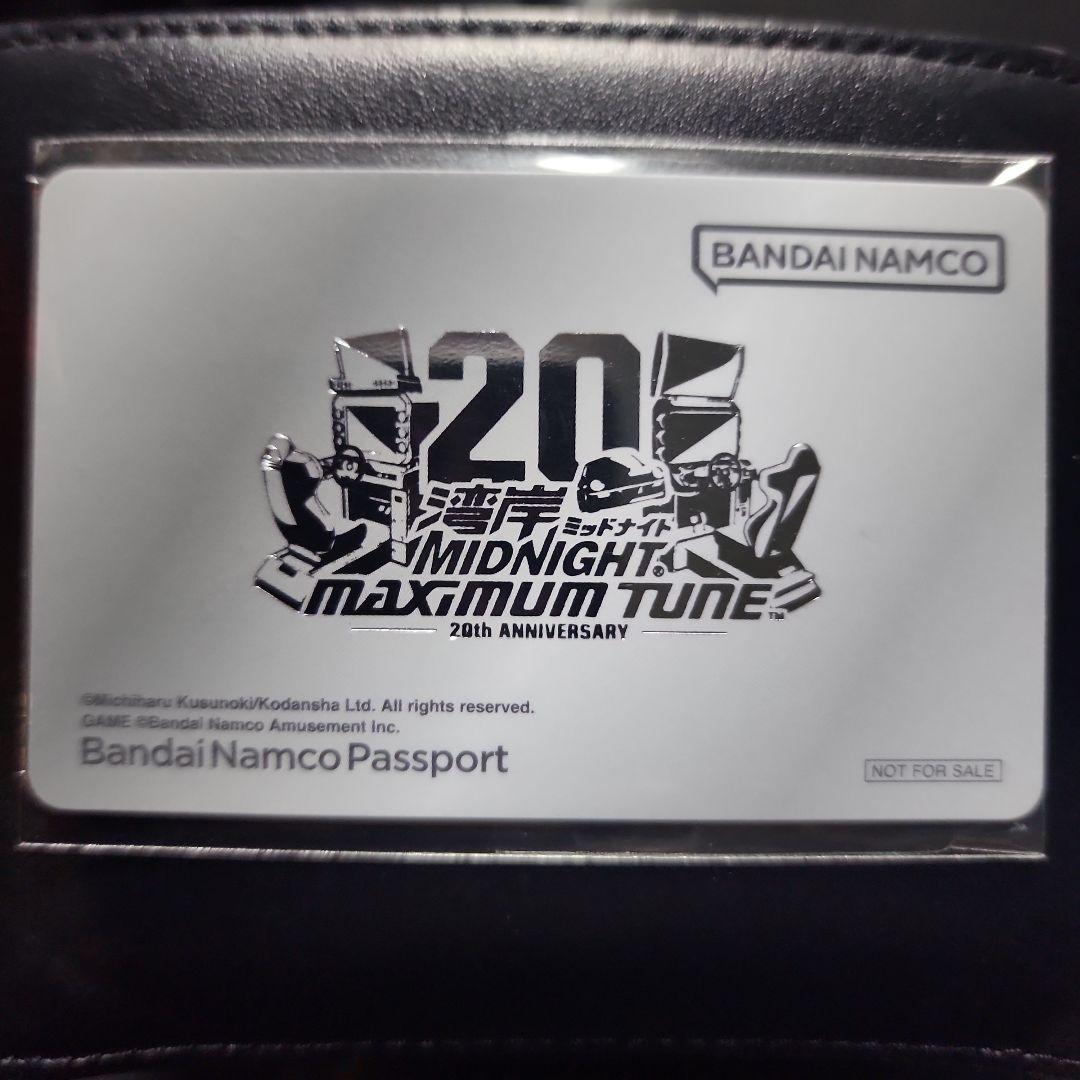 BANDAI NAMCO
20
湾岸 ミッドナイト
MIDNIGHT®
MAXIMUM TUNE™
20th ANNIVERSARY
©Michiharu Kusunoki/Kodansha Ltd. All rights reserved.
GAME ©Bandai Namco Amusement Inc.
Bandai Namco Passport
NOT FOR SALE